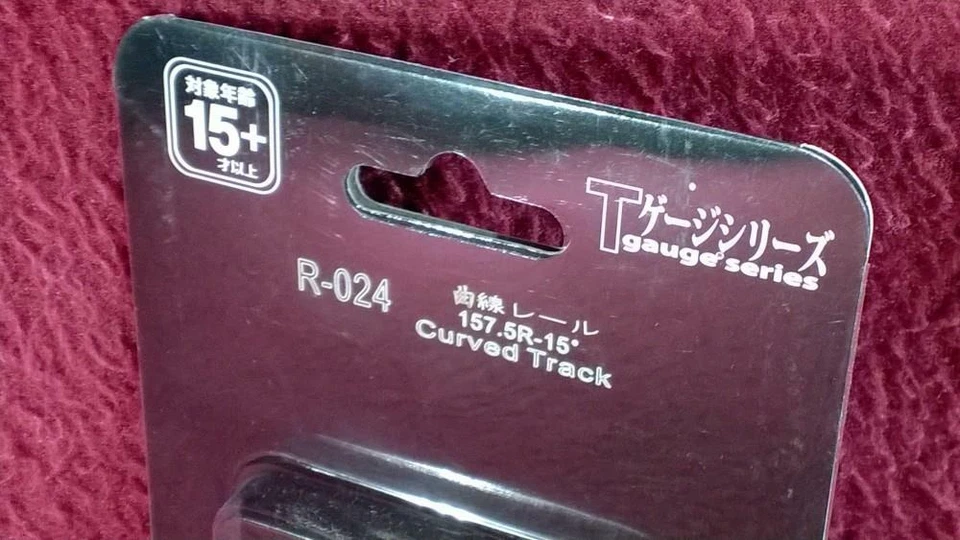 対象年齢
15+
才以上
Tゲージシリーズ
gauge series
R-024
曲線レール
157.5R-15°
Curved Track